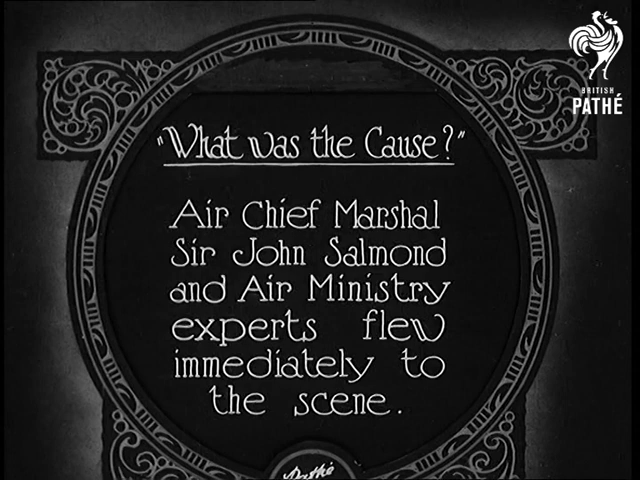 BRITISH
PATHÉ
"What was the Cause?"
Air Chief Marshal
Sir John Salmond
and Air Ministry
experts flew
immediately to
the scene.
Pathé